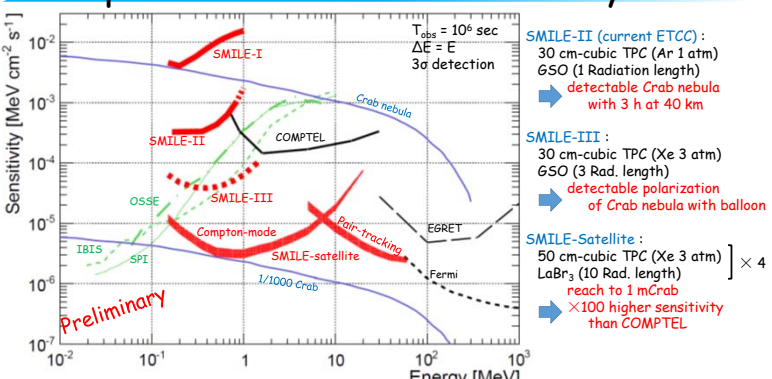 T_obs = 10⁶ sec
ΔE = E
3σ detection
Sensitivity [MeV cm⁻² s⁻¹]
10⁻²
10⁻³
10⁻⁴
10⁻⁵
10⁻⁶
10⁻⁷
SMILE-I
Crab nebula
SMILE-II
COMPTEL
SMILE-III
OSSE
Compton-mode
Pair-tracking
EGRET
IBIS
SPI
SMILE-satellite
Fermi
1/1000 Crab
Preliminary
10⁻²
10⁻¹
1
10
10²
10³
Energy [MeV]
SMILE-II (current ETCC) :
30 cm-cubic TPC (Ar 1 atm)
GSO (1 Radiation length)
detectable Crab nebula
with 3 h at 40 km
SMILE-III :
30 cm-cubic TPC (Xe 3 atm)
GSO (3 Rad. length)
detectable polarization
of Crab nebula with balloon
SMILE-Satellite :
50 cm-cubic TPC (Xe 3 atm)
LaBr₃ (10 Rad. length)
× 4
reach to 1 mCrab
×100 higher sensitivity
than COMPTEL